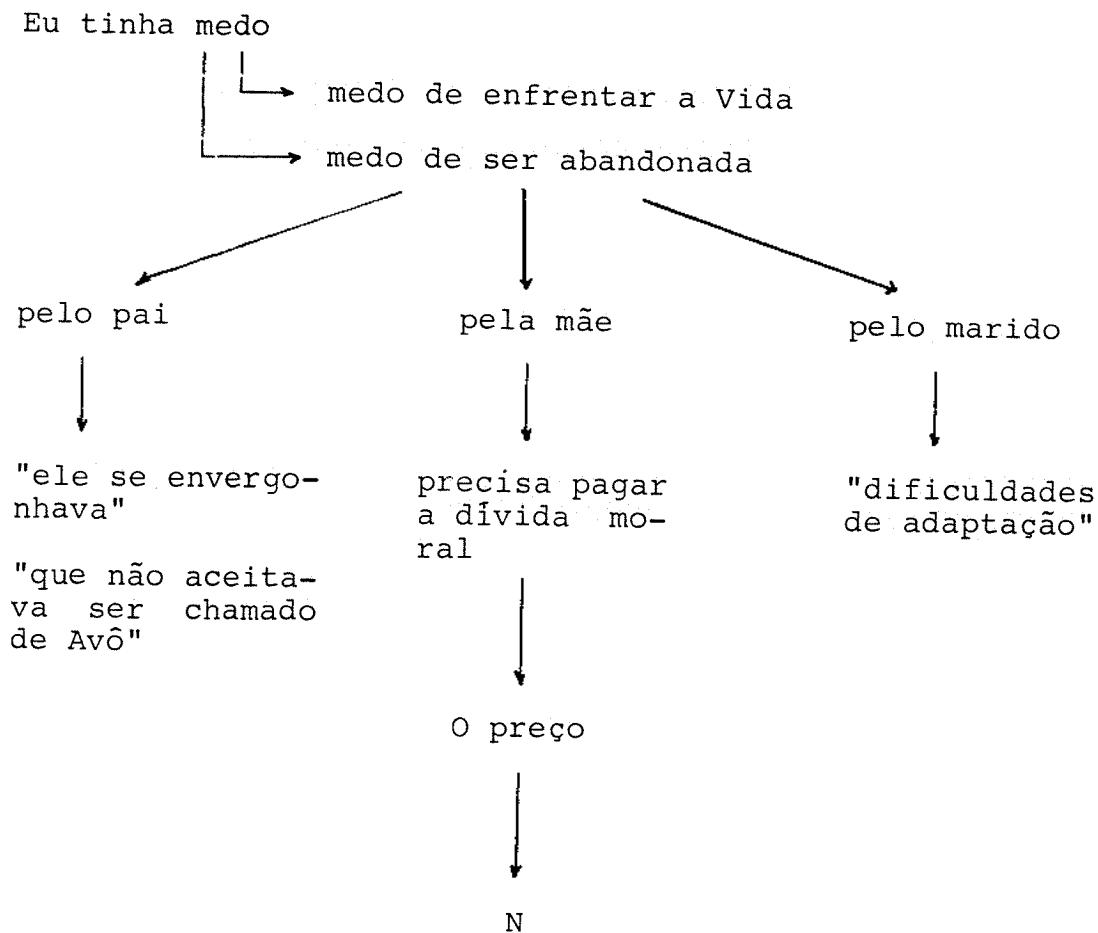 Eu tinha medo
medo de enfrentar a Vida
medo de ser abandonada
pelo pai
pela mãe
pelo marido
"ele se envergo-
nhava"
"que não aceita-
va ser chamado
de Avô"
precisa pagar
a dívida mo-
ral
O preço
N
"dificuldades
de adaptação"